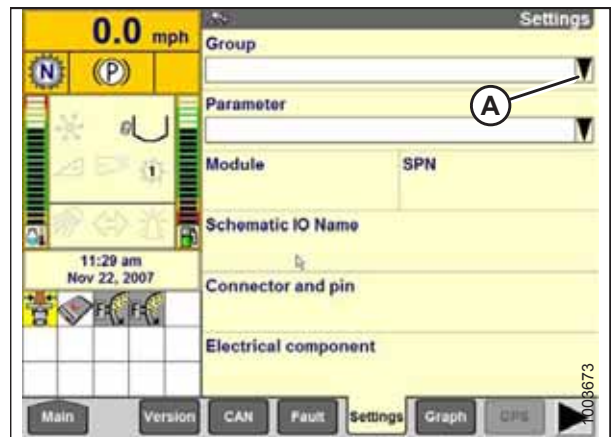 0.0 mph
Settings
N
(P)
Group
A
Parameter
1
Module
SPN
Schematic IO Name
11:29 am
Nov 22, 2007
Connector and pin
F
F
Electrical component
Main
Version
CAN
Fault
Settings
Graph
GPS
1003673